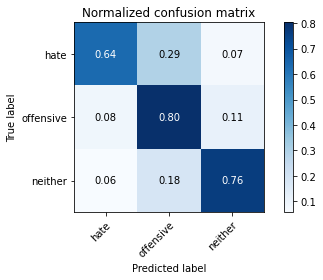 Normalized confusion matrix
True label
hate
offensive
neither
0.64 0.29 0.07
0.08 0.80 0.11
0.06 0.18 0.76
hate
offensive
neither
Predicted label
0.8
0.7
0.6
0.5
0.4
0.3
0.2
0.1